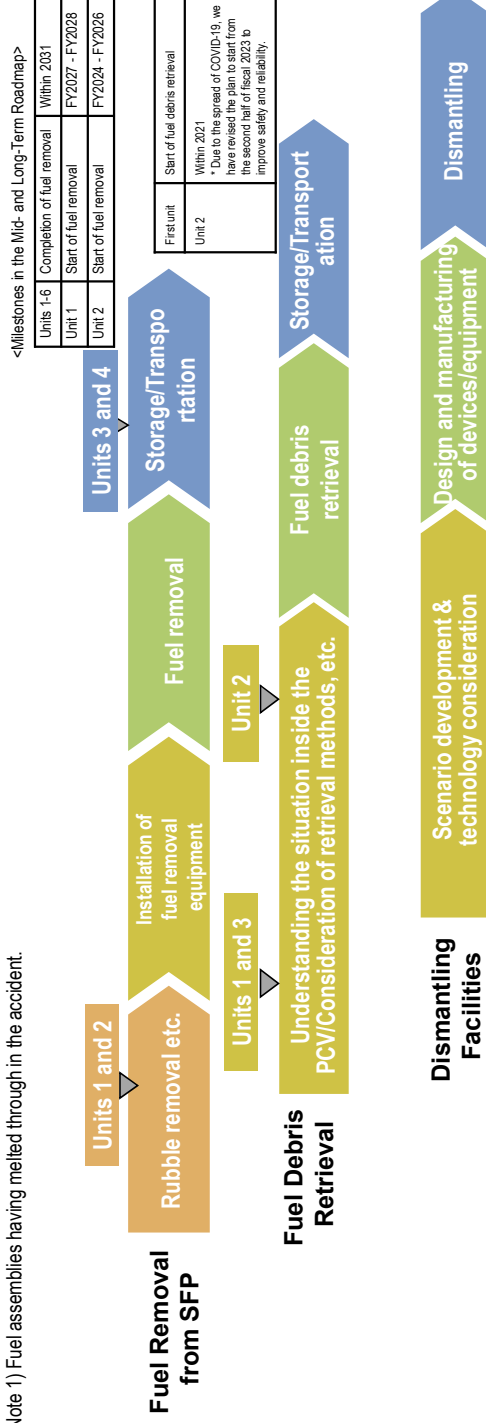 Note 1) Fuel assemblies having melted through in the accident.
<Milestones in the Mid- and Long-Term Roadmap>
Units 1-6 Completion of fuel removal Within 2031
Unit 1 Start of fuel removal FY2027 - FY2028
Unit 2 Start of fuel removal FY2024 - FY2026
Units 1 and 2
Units 3 and 4
Fuel Removal
from SFP
Rubble removal etc.
Installation of
fuel removal
equipment
Fuel removal
Storage/Transpo
rtation
First unit Start of fuel debris retrieval
Unit 2 Within 2021
* Due to the spread of COVID-19, we
have revised the plan to start from
the second half of fiscal 2023 to
improve safety and reliability.
Units 1 and 3
Unit 2
Fuel Debris
Retrieval
Understanding the situation inside the
PCV/Consideration of retrieval methods, etc.
Fuel debris
retrieval
Storage/Transport
ation
Dismantling
Facilities
Scenario development &
technology consideration
Design and manufacturing
of devices/equipment
Dismantling